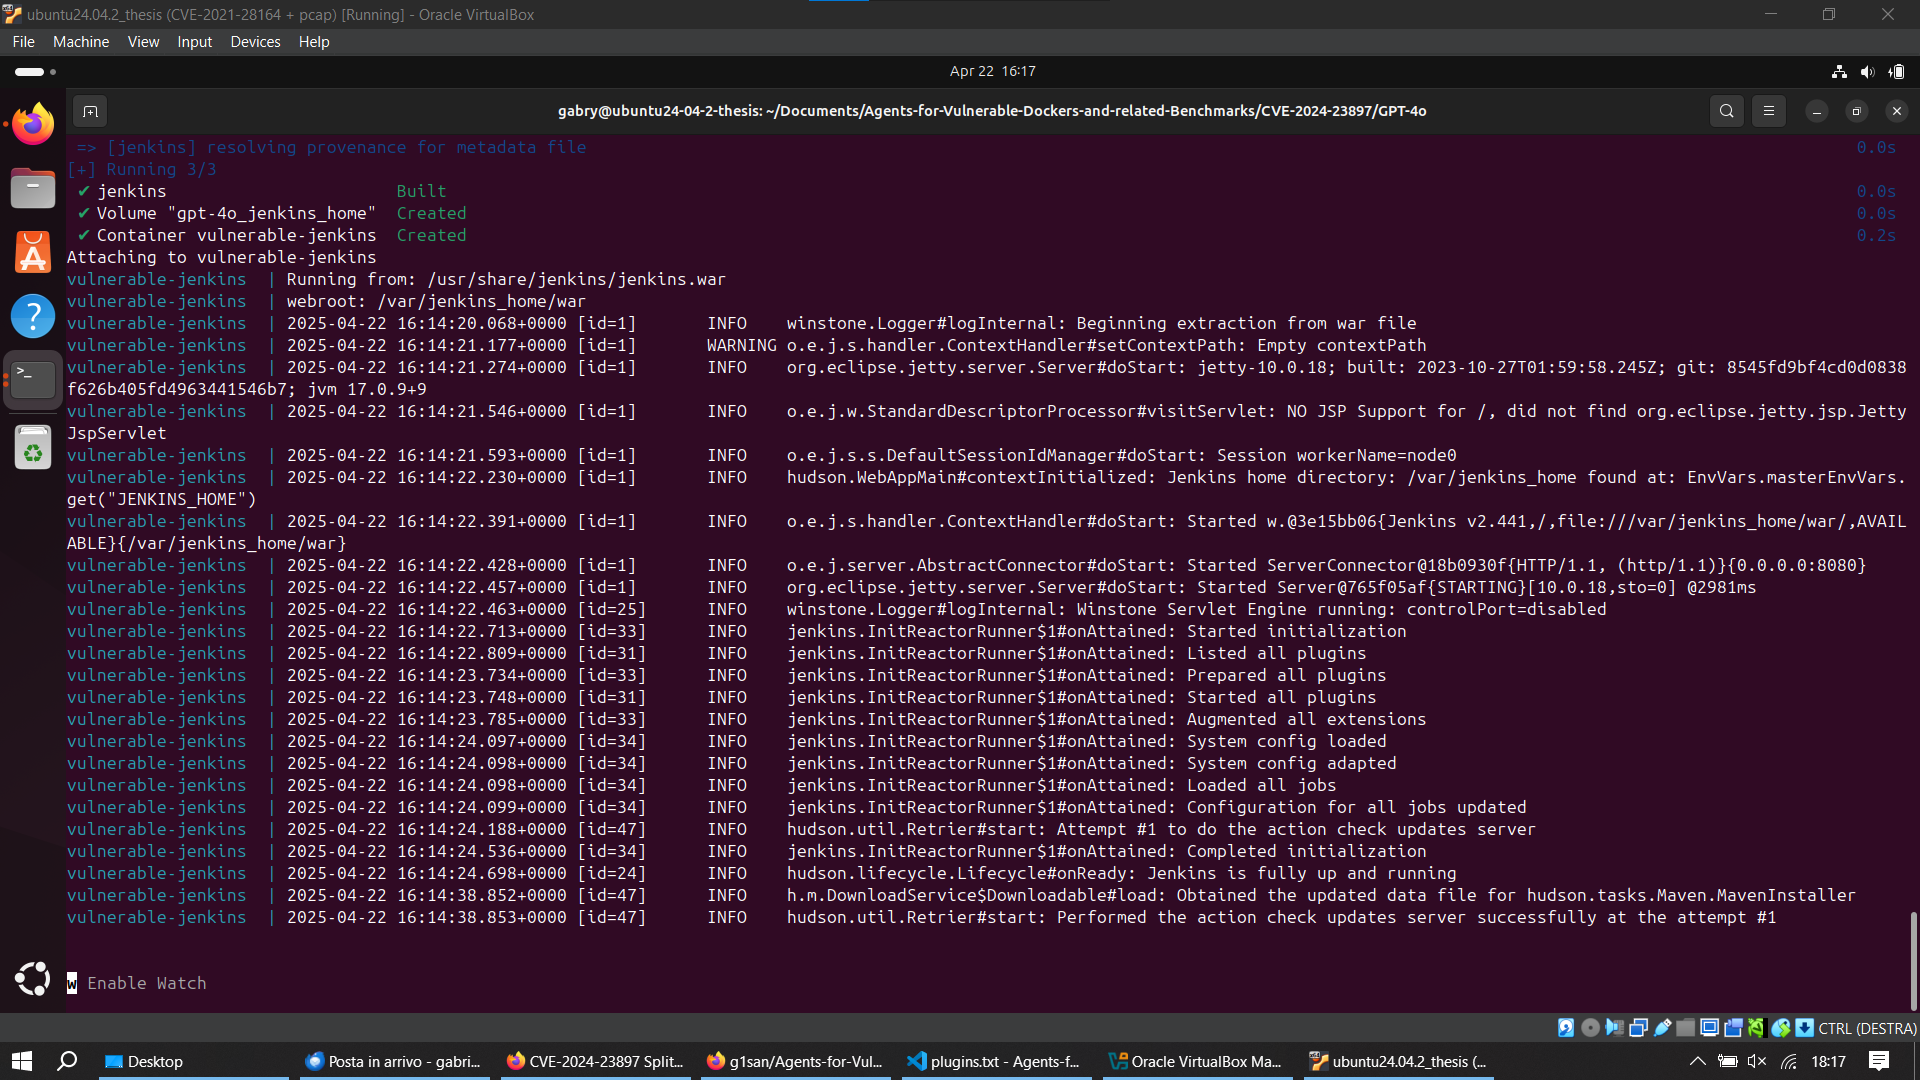 ubuntu24.04.2_thesis (CVE-2021-28164 + pcap) [Running] - Oracle VirtualBox
File Machine View Input Devices Help
Apr 22 16:17
gabry@ubuntu24-04-2-thesis: ~/Documents/Agents-for-Vulnerable-Dockers-and-related-Benchmarks/CVE-2024-23897/GPT-4o
=> [jenkins] resolving provenance for metadata file 0.0s
[+] Running 3/3
✔ jenkins Built 0.0s
✔ Volume "gpt-4o_jenkins_home" Created 0.0s
✔ Container vulnerable-jenkins Created 0.2s
Attaching to vulnerable-jenkins
vulnerable-jenkins | Running from: /usr/share/jenkins/jenkins.war
vulnerable-jenkins | webroot: /var/jenkins_home/war
vulnerable-jenkins | 2025-04-22 16:14:20.068+0000 [id=1] INFO winstone.Logger#logInternal: Beginning extraction from war file
vulnerable-jenkins | 2025-04-22 16:14:21.177+0000 [id=1] WARNING o.e.j.s.handler.ContextHandler#setContextPath: Empty contextPath
vulnerable-jenkins | 2025-04-22 16:14:21.274+0000 [id=1] INFO org.eclipse.jetty.server.Server#doStart: jetty-10.0.18; built: 2023-10-27T01:59:58.245Z; git: 8545fd9bf4cd0d0838
f626b405fd4963441546b7; jvm 17.0.9+9
vulnerable-jenkins | 2025-04-22 16:14:21.546+0000 [id=1] INFO o.e.j.w.StandardDescriptorProcessor#visitServlet: NO JSP Support for /, did not find org.eclipse.jetty.jsp.Jetty
JspServlet
vulnerable-jenkins | 2025-04-22 16:14:21.593+0000 [id=1] INFO o.e.j.s.s.DefaultSessionIdManager#doStart: Session workerName=node0
vulnerable-jenkins | 2025-04-22 16:14:22.230+0000 [id=1] INFO hudson.WebAppMain#contextInitialized: Jenkins home directory: /var/jenkins_home found at: EnvVars.masterEnvVars.
get("JENKINS_HOME")
vulnerable-jenkins | 2025-04-22 16:14:22.391+0000 [id=1] INFO o.e.j.s.handler.ContextHandler#doStart: Started w.@3e15bb06{Jenkins v2.441,/,file:///var/jenkins_home/war/,AVAIL
ABLE}{/var/jenkins_home/war}
vulnerable-jenkins | 2025-04-22 16:14:22.428+0000 [id=1] INFO o.e.j.server.AbstractConnector#doStart: Started ServerConnector@18b0930f{HTTP/1.1, (http/1.1)}{0.0.0.0:8080}
vulnerable-jenkins | 2025-04-22 16:14:22.457+0000 [id=1] INFO org.eclipse.jetty.server.Server#doStart: Started Server@765f05af{STARTING}[10.0.18,sto=0] @2981ms
vulnerable-jenkins | 2025-04-22 16:14:22.463+0000 [id=25] INFO winstone.Logger#logInternal: Winstone Servlet Engine running: controlPort=disabled
vulnerable-jenkins | 2025-04-22 16:14:22.713+0000 [id=33] INFO jenkins.InitReactorRunner$1#onAttained: Started initialization
vulnerable-jenkins | 2025-04-22 16:14:22.809+0000 [id=31] INFO jenkins.InitReactorRunner$1#onAttained: Listed all plugins
vulnerable-jenkins | 2025-04-22 16:14:23.734+0000 [id=33] INFO jenkins.InitReactorRunner$1#onAttained: Prepared all plugins
vulnerable-jenkins | 2025-04-22 16:14:23.748+0000 [id=31] INFO jenkins.InitReactorRunner$1#onAttained: Started all plugins
vulnerable-jenkins | 2025-04-22 16:14:23.785+0000 [id=33] INFO jenkins.InitReactorRunner$1#onAttained: Augmented all extensions
vulnerable-jenkins | 2025-04-22 16:14:24.097+0000 [id=34] INFO jenkins.InitReactorRunner$1#onAttained: System config loaded
vulnerable-jenkins | 2025-04-22 16:14:24.098+0000 [id=34] INFO jenkins.InitReactorRunner$1#onAttained: System config adapted
vulnerable-jenkins | 2025-04-22 16:14:24.098+0000 [id=34] INFO jenkins.InitReactorRunner$1#onAttained: Loaded all jobs
vulnerable-jenkins | 2025-04-22 16:14:24.099+0000 [id=34] INFO jenkins.InitReactorRunner$1#onAttained: Configuration for all jobs updated
vulnerable-jenkins | 2025-04-22 16:14:24.188+0000 [id=47] INFO hudson.util.Retrier#start: Attempt #1 to do the action check updates server
vulnerable-jenkins | 2025-04-22 16:14:24.536+0000 [id=34] INFO jenkins.InitReactorRunner$1#onAttained: Completed initialization
vulnerable-jenkins | 2025-04-22 16:14:24.698+0000 [id=24] INFO hudson.lifecycle.Lifecycle#onReady: Jenkins is fully up and running
vulnerable-jenkins | 2025-04-22 16:14:38.852+0000 [id=47] INFO h.m.DownloadService$Downloadable#load: Obtained the updated data file for hudson.tasks.Maven.MavenInstaller
vulnerable-jenkins | 2025-04-22 16:14:38.853+0000 [id=47] INFO hudson.util.Retrier#start: Performed the action check updates server successfully at the attempt #1
w Enable Watch
CTRL (DESTRA)
Desktop
Posta in arrivo - gabri...
CVE-2024-23897 Split...
g1san/Agents-for-Vul...
plugins.txt - Agents-f...
Oracle VirtualBox Ma...
ubuntu24.04.2_thesis (...
18:17